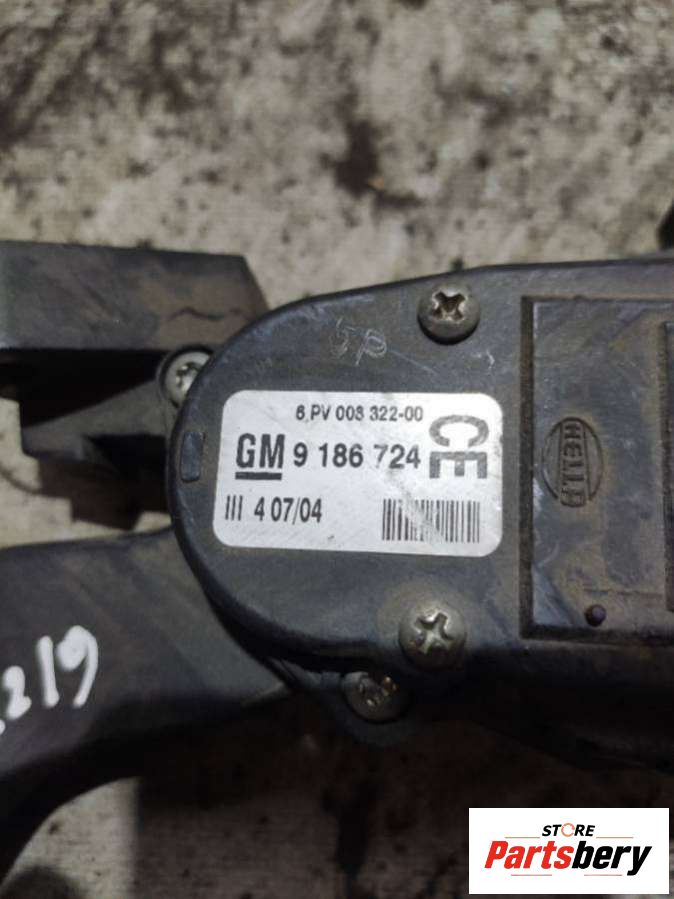 6 PV 008 322-00
GM 9 186 724 CE
III 4 07/04
HELLA
219
STORE
Partsbery